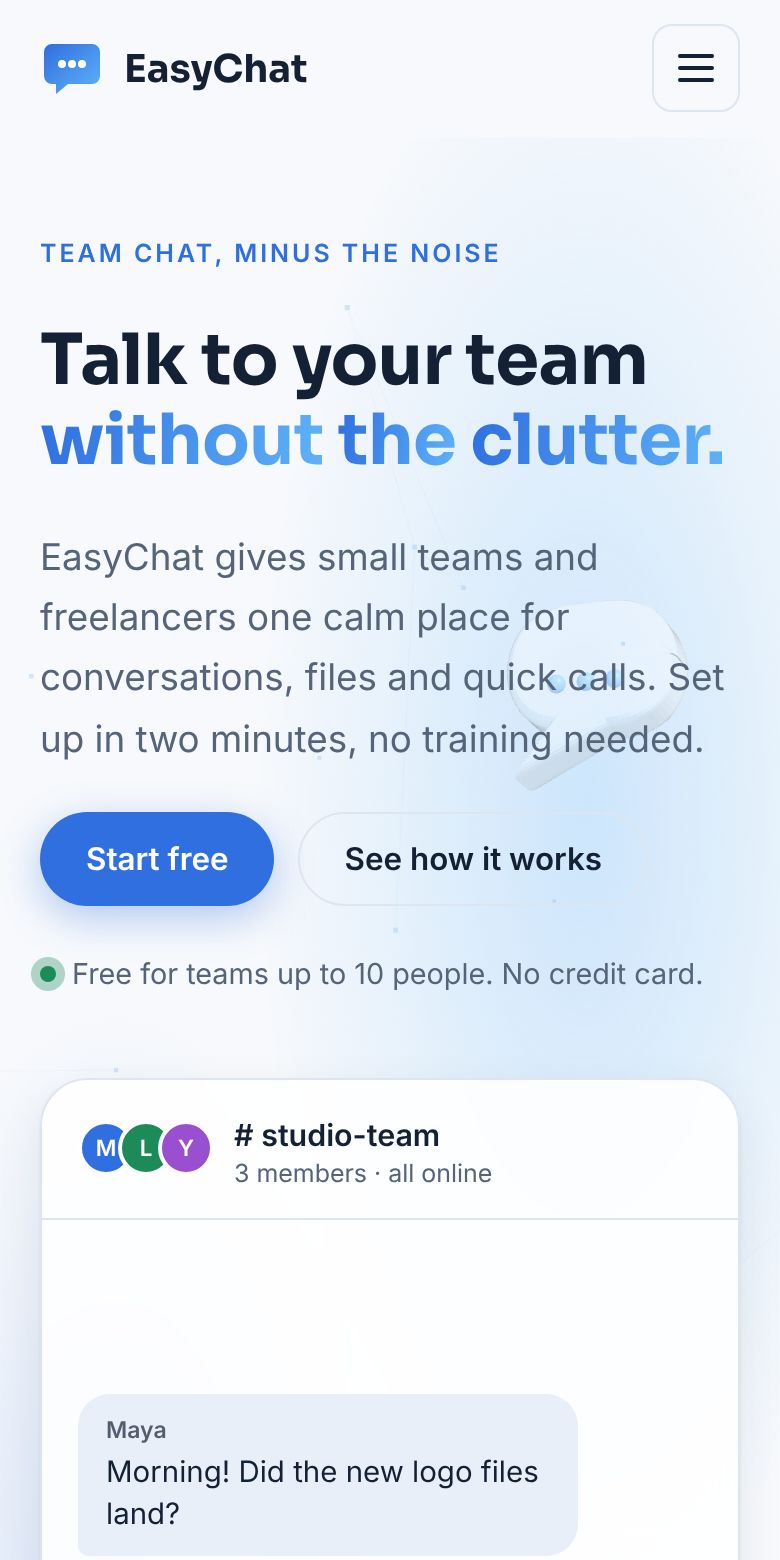 EasyChat
TEAM CHAT, MINUS THE NOISE
Talk to your team
without the clutter.
EasyChat gives small teams and
freelancers one calm place for
conversations, files and quick calls. Set
up in two minutes, no training needed.
Start free
See how it works
Free for teams up to 10 people. No credit card.
M L Y
# studio-team
3 members · all online
Maya
Morning! Did the new logo files
land?